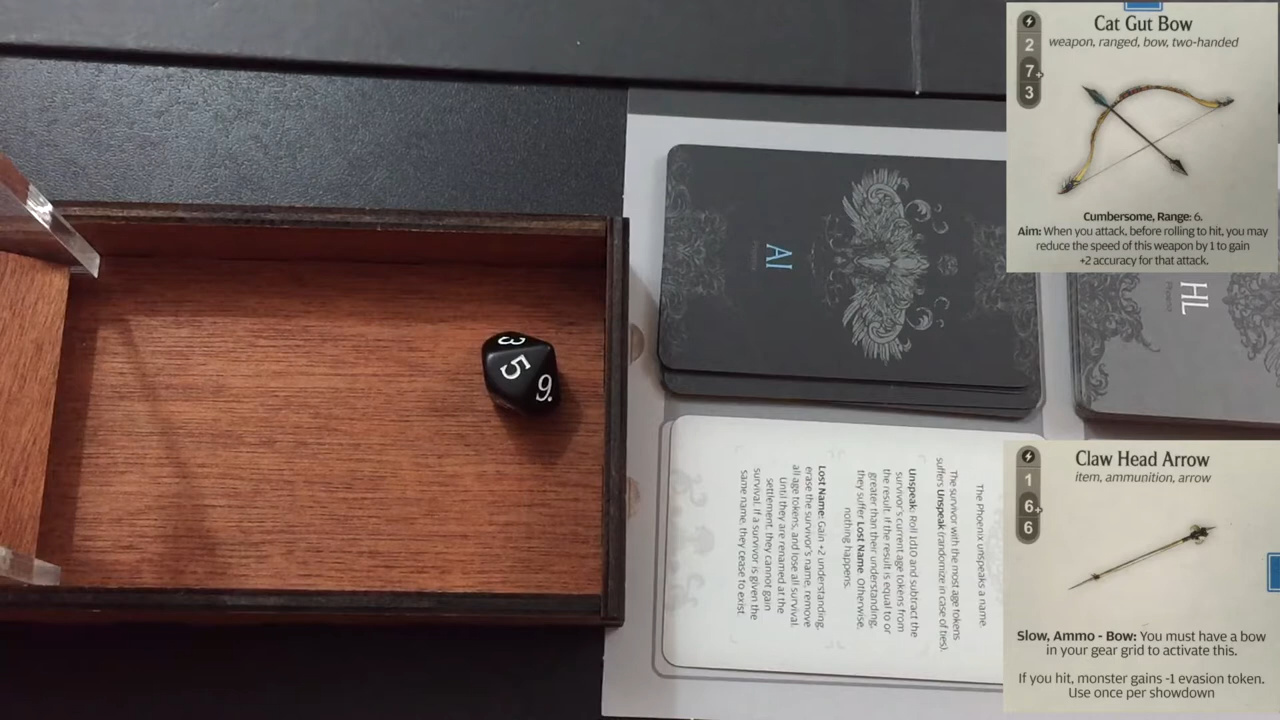 Cat Gut Bow
weapon, ranged, bow, two-handed
2
7+
3
Cumbersome, Range: 6.
Aim: When you attack, before rolling to hit, you may
reduce the speed of this weapon by 1 to gain
+2 accuracy for that attack.
AI
Phoenix
HL
Phoenix
3
5
9.
The Phoenix unspeaks a name.
The survivor with the most age tokens
suffers Unspeak (randomize in case of ties).
Unspeak: Roll 1d10 and subtract the
survivor's current age tokens from
the result. If the result is equal to or
greater than their understanding,
they suffer Lost Name. Otherwise,
nothing happens.
Lost Name: Gain +2 understanding,
erase the survivor's name, remove
all age tokens, and lose all survival.
Until they are renamed at the
settlement, they cannot gain
survival. If a survivor is given the
same name, they cease to exist.
Claw Head Arrow
item, ammunition, arrow
1
6+
6
Slow, Ammo - Bow: You must have a bow
in your gear grid to activate this.
If you hit, monster gains -1 evasion token.
Use once per showdown